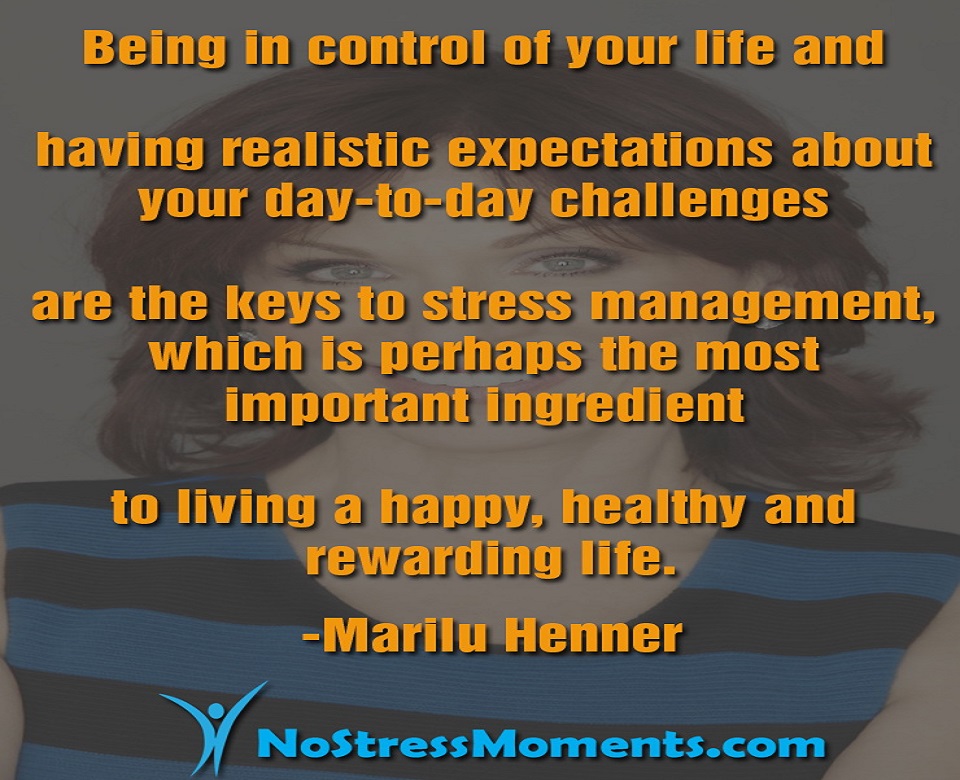 Being in control of your life and
having realistic expectations about
your day-to-day challenges
are the keys to stress management,
which is perhaps the most
important ingredient
to living a happy, healthy and
rewarding life.
-Marilu Henner
NoStressMoments.com